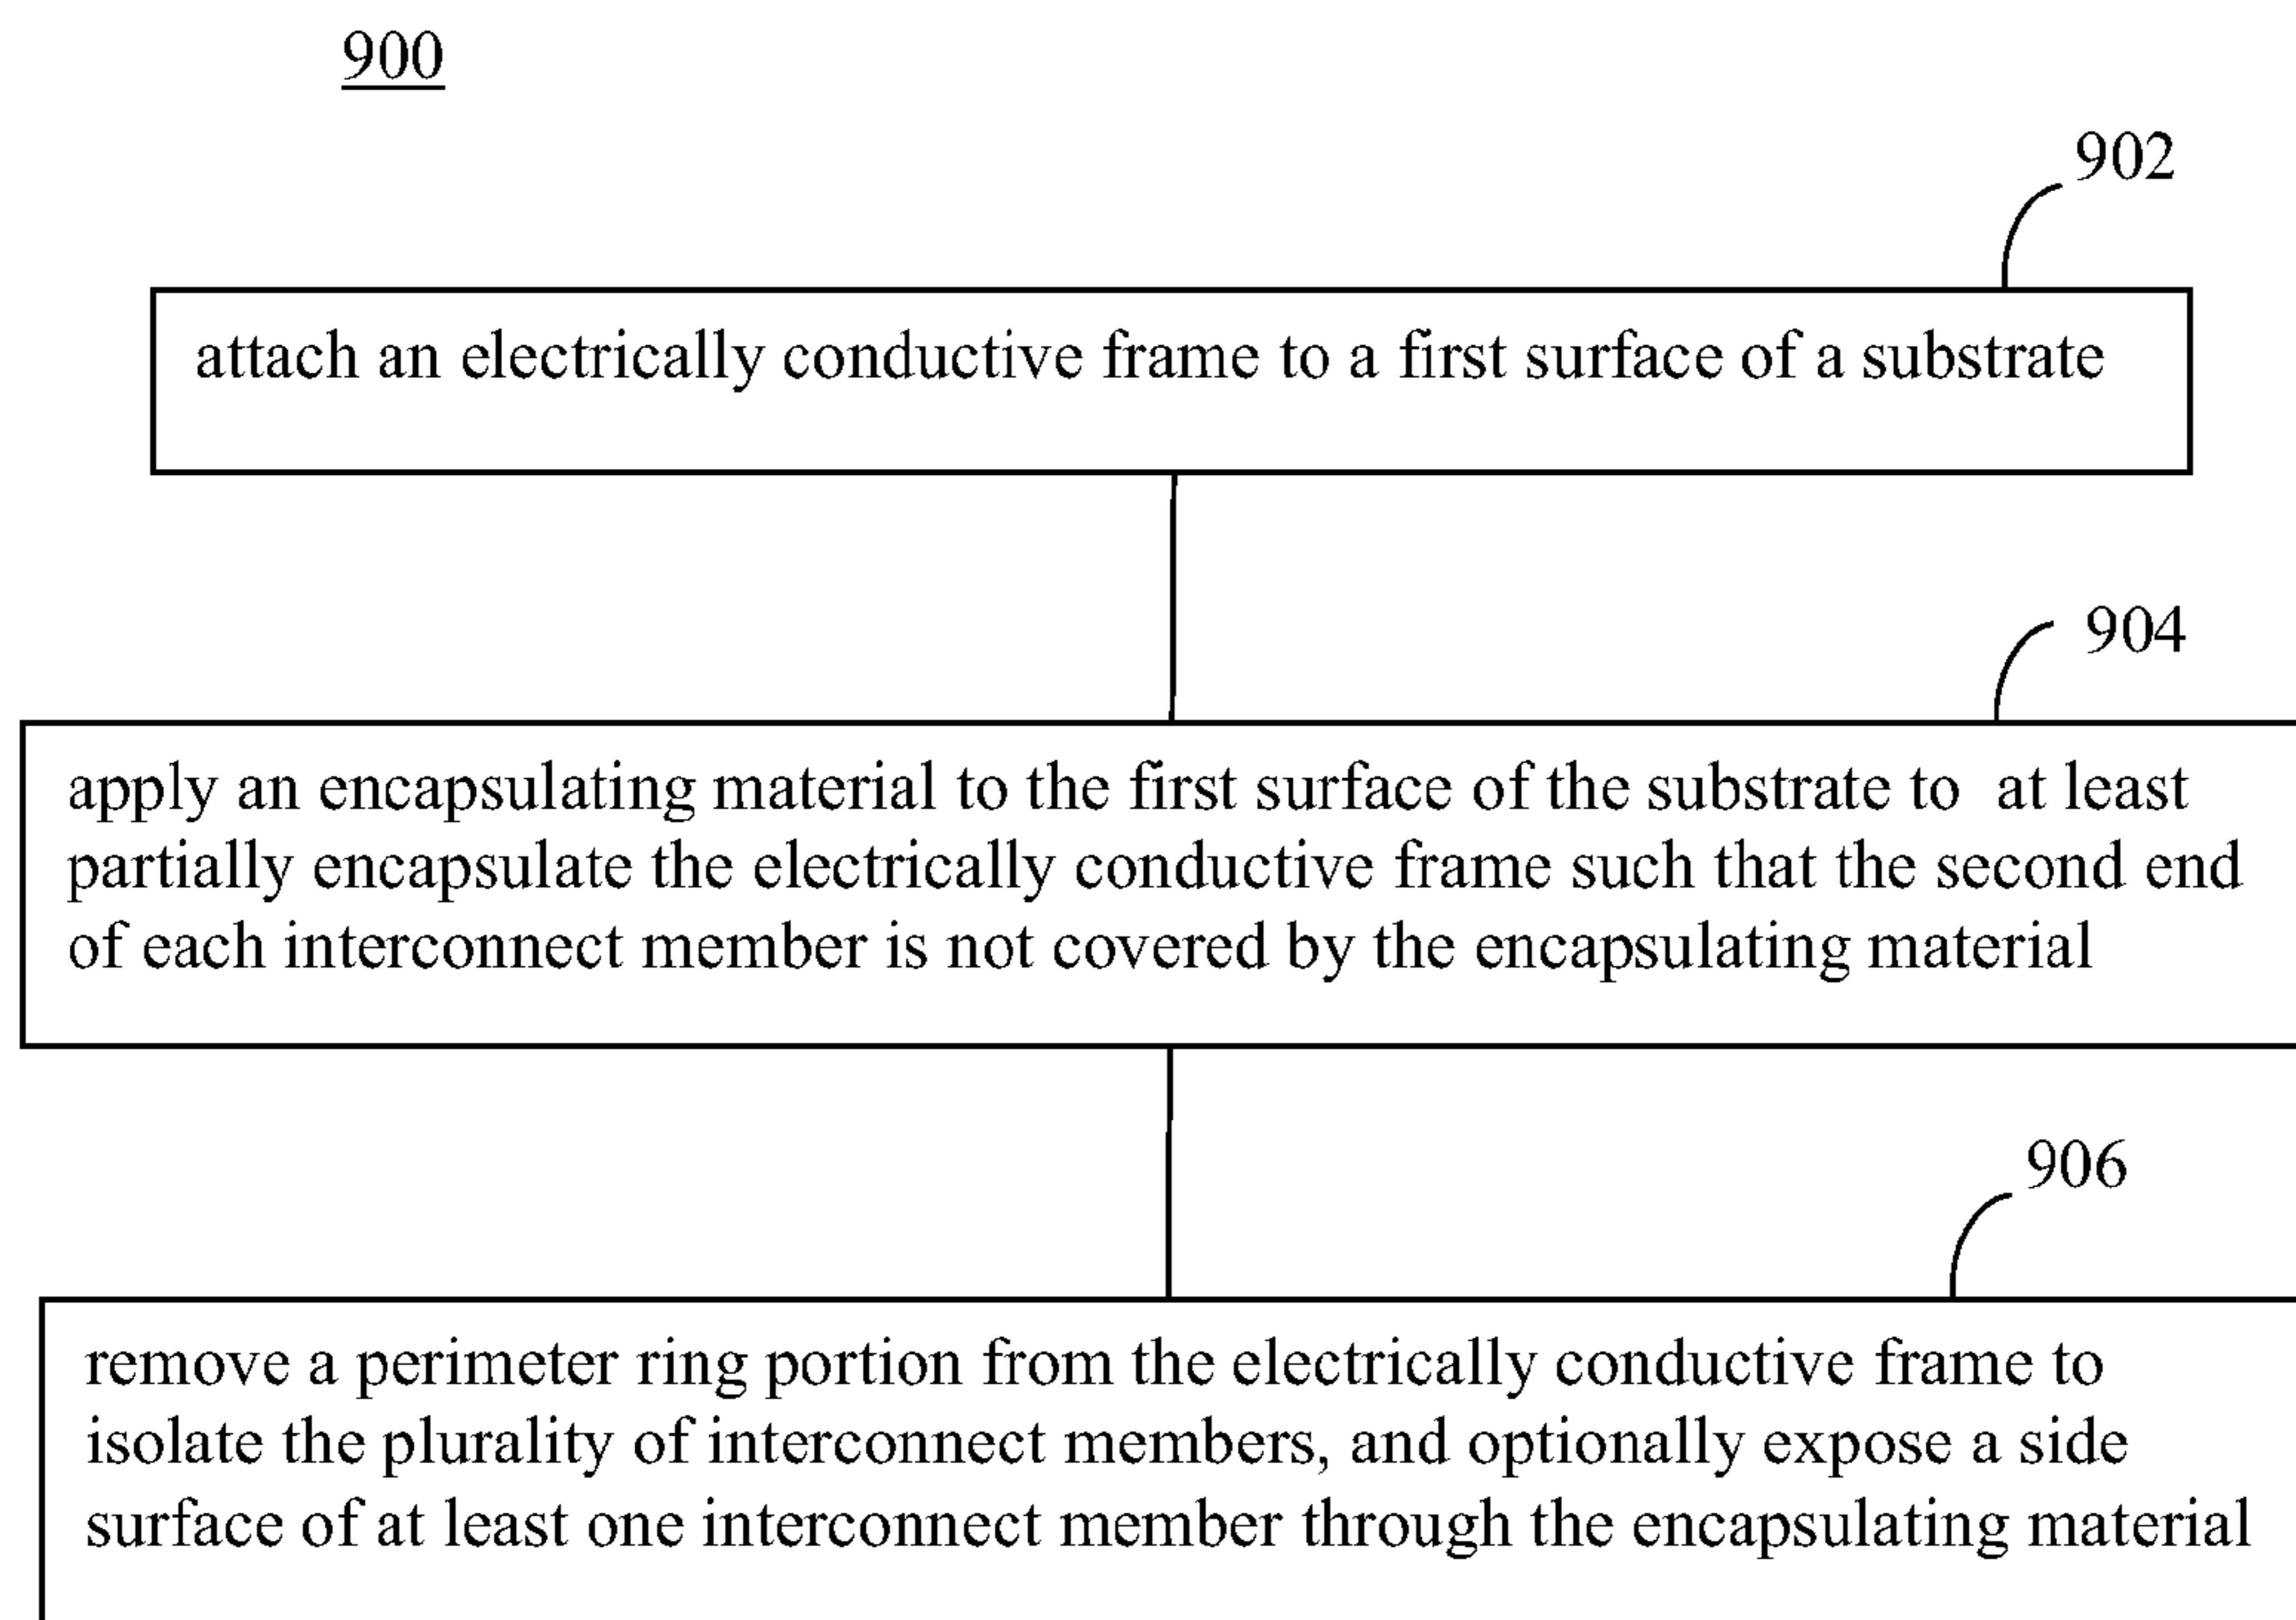 900
902
attach an electrically conductive frame to a first surface of a substrate
904
apply an encapsulating material to the first surface of the substrate to at least
partially encapsulate the electrically conductive frame such that the second end
of each interconnect member is not covered by the encapsulating material
906
remove a perimeter ring portion from the electrically conductive frame to
isolate the plurality of interconnect members, and optionally expose a side
surface of at least one interconnect member through the encapsulating material